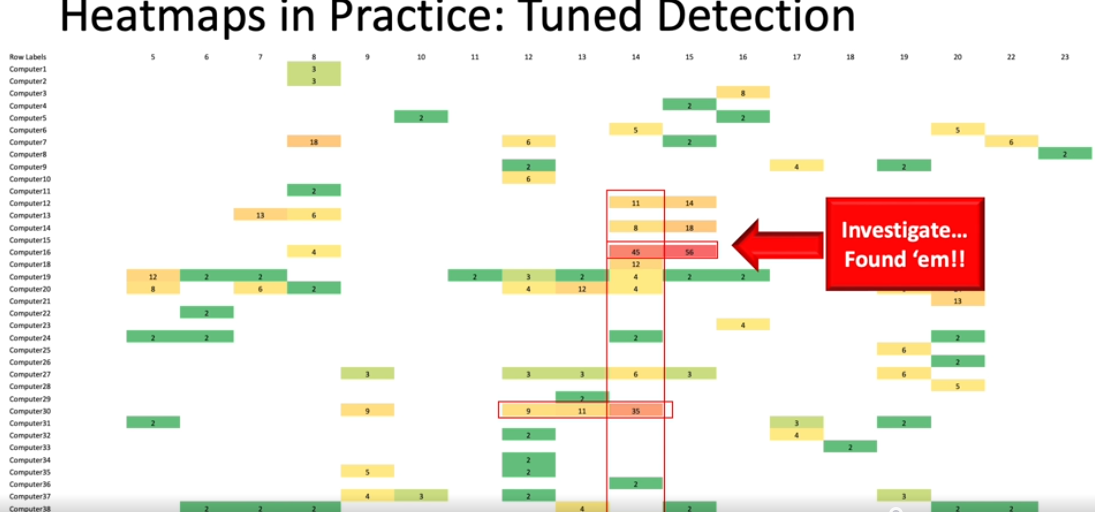 Heatmaps in Practice: Tuned Detection
Row Labels 5 6 7 8 9 10 11 12 13 14 15 16 17 18 19 20 22 23
Computer1 3
Computer2 3
Computer3 8
Computer4 2
Computer5 2 2
Computer6 5 5
Computer7 18 6 2 6
Computer8 2
Computer9 2 4 2
Computer10 6
Computer11 2
Computer12 11 14
Computer13 13 6
Computer14 8 18
Computer15
Computer16 4 45 56
Computer18 12
Computer19 12 2 2 2 3 2 4 2 2
Computer20 8 6 2 4 12 4
Computer21 13
Computer22 2
Computer23 4
Computer24 2 2 2 2
Computer25 6
Computer26 2
Computer27 3 3 3 6 3 6
Computer28 5
Computer29 2
Computer30 9 9 11 35
Computer31 2 3 2
Computer32 2 4
Computer33 2
Computer34 2
Computer35 5 2
Computer36 2
Computer37 4 3 2 3
Computer38 2 2 2 4 2 2 2
Investigate...
Found 'em!!